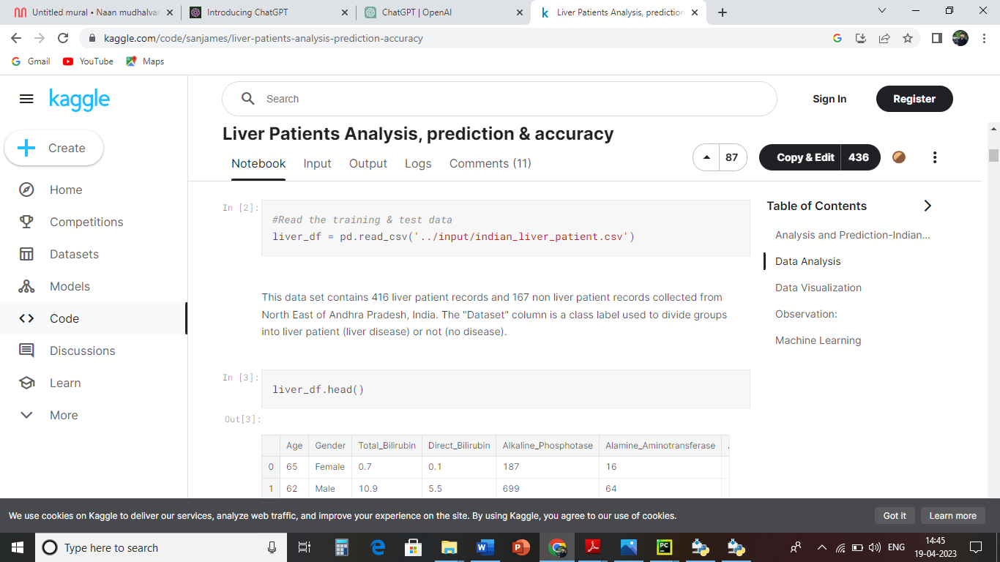 Untitled mural • Naan mudhalvan
Introducing ChatGPT
ChatGPT | OpenAI
Liver Patients Analysis, prediction
kaggle.com/code/sanjames/liver-patients-analysis-prediction-accuracy
Gmail
YouTube
Maps
kaggle
Search
Sign In
Register
Create
Home
Competitions
Datasets
Models
Code
Discussions
Learn
More
Liver Patients Analysis, prediction & accuracy
Notebook
Input
Output
Logs
Comments (11)
87
Copy & Edit
436
In [2]:
#Read the training & test data
liver_df = pd.read_csv('../input/indian_liver_patient.csv')
This data set contains 416 liver patient records and 167 non liver patient records collected from
North East of Andhra Pradesh, India. The "Dataset" column is a class label used to divide groups
into liver patient (liver disease) or not (no disease).
In [3]:
liver_df.head()
Out[3]:
Age Gender Total_Bilirubin Direct_Bilirubin Alkaline_Phosphotase Alamine_Aminotransferase
0 65 Female 0.7 0.1 187 16
1 62 Male 10.9 5.5 699 64
Table of Contents
Analysis and Prediction-Indian...
Data Analysis
Data Visualization
Observation:
Machine Learning
We use cookies on Kaggle to deliver our services, analyze web traffic, and improve your experience on the site. By using Kaggle, you agree to our use of cookies.
Got it
Learn more
Type here to search
ENG
14:45
19-04-2023